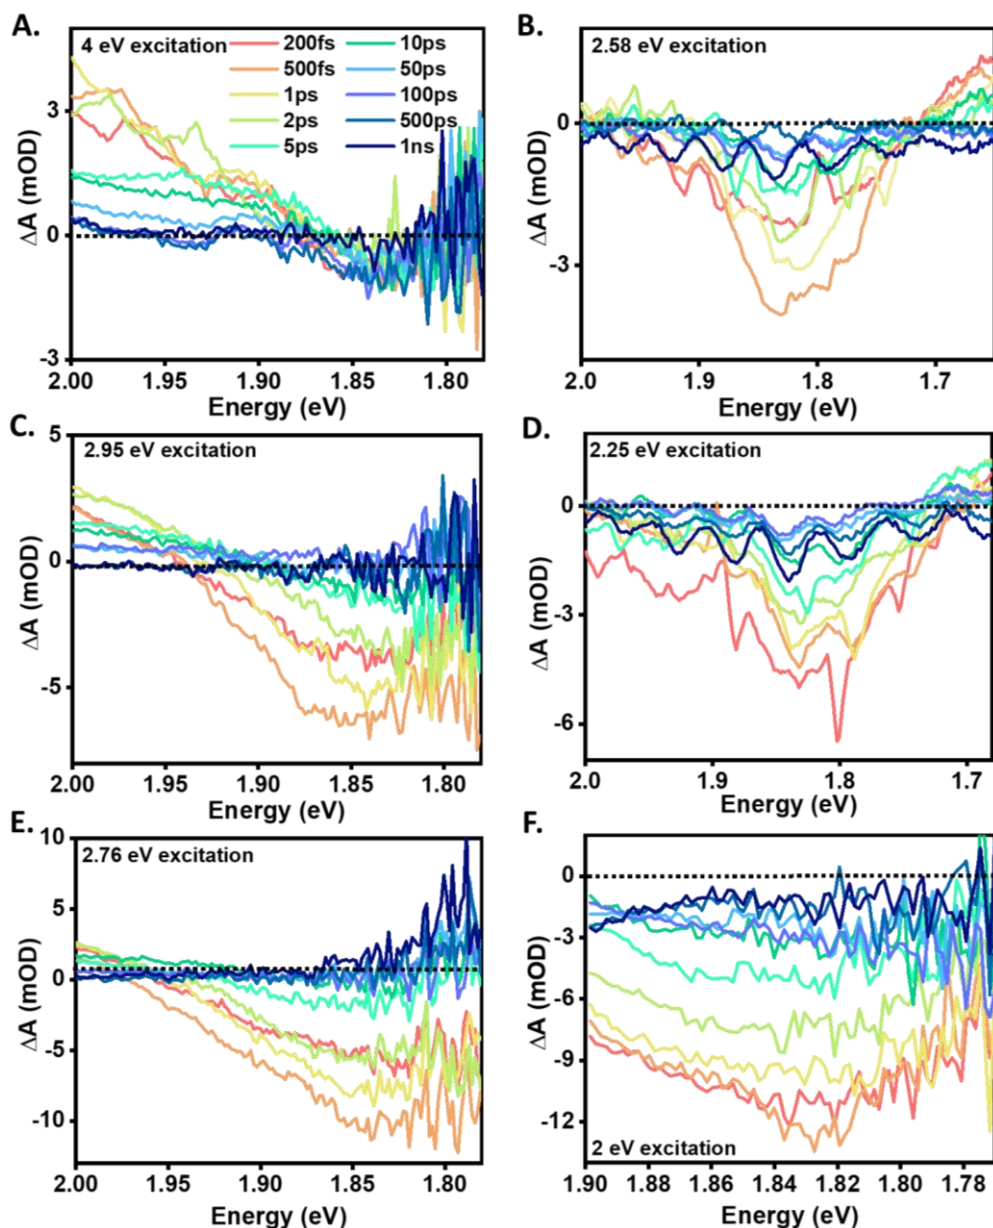 A.
4 eV excitation
200fs
10ps
500fs
50ps
1ps
100ps
2ps
500ps
5ps
1ns
3
0
-3
ΔA (mOD)
2.00
1.95
1.90
1.85
1.80
Energy (eV)
B.
2.58 eV excitation
0
-3
ΔA (mOD)
2.0
1.9
1.8
1.7
Energy (eV)
C.
2.95 eV excitation
5
0
-5
ΔA (mOD)
2.00
1.95
1.90
1.85
1.80
Energy (eV)
D.
2.25 eV excitation
0
-3
-6
ΔA (mOD)
2.0
1.9
1.8
1.7
Energy (eV)
E.
2.76 eV excitation
10
5
0
-5
-10
ΔA (mOD)
2.00
1.95
1.90
1.85
1.80
Energy (eV)
F.
0
-3
-6
-9
-12
ΔA (mOD)
2 eV excitation
1.90
1.88
1.86
1.84
1.82
1.80
1.78
Energy (eV)